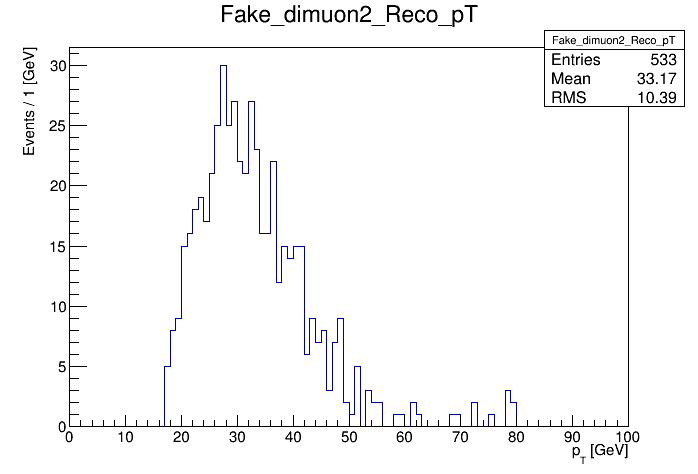 Fake_dimuon2_Reco_pT
Fake_dimuon2_Reco_pT
Entries 533
Mean 33.17
RMS 10.39
Events / 1 [GeV]
30
25
20
15
10
5
0
0 10 20 30 40 50 60 70 80 90 100
p_T [GeV]